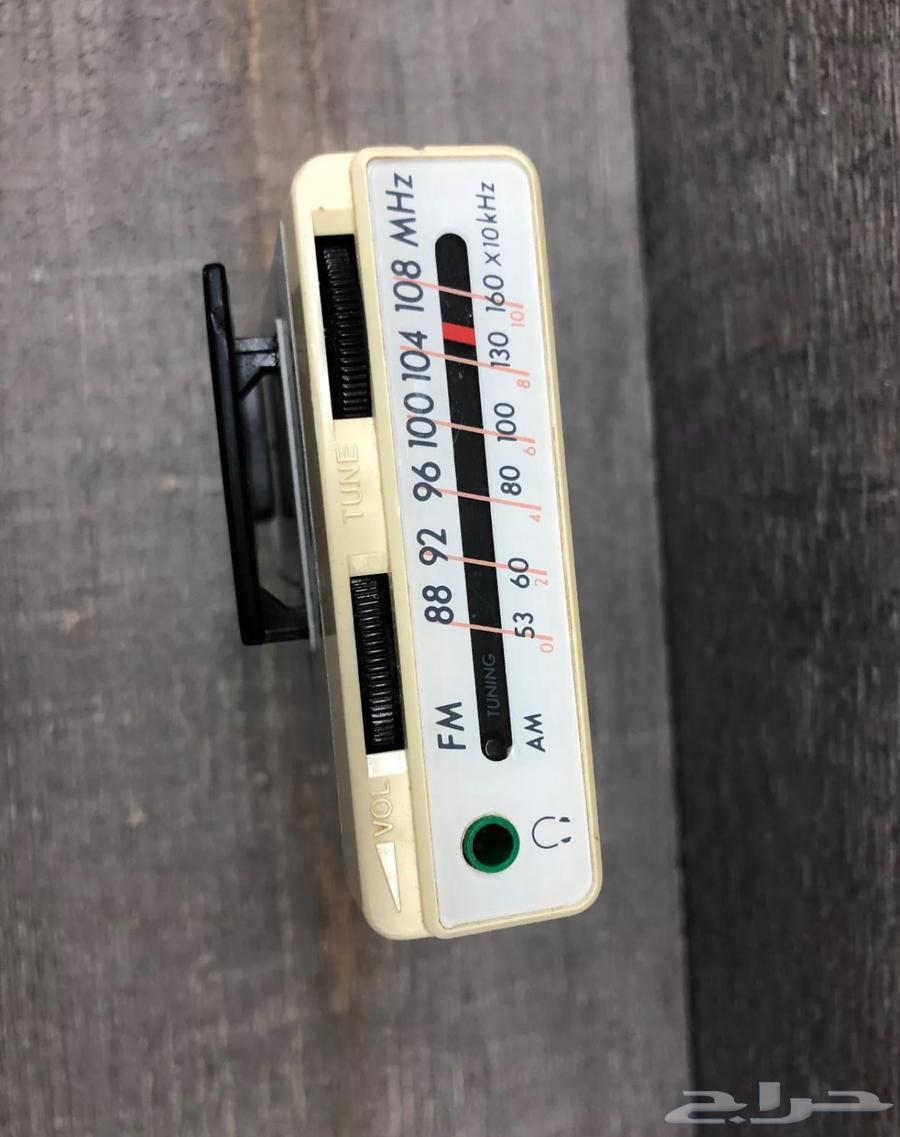 FM 88 92 96 100 104 108 MHz
TUNING
AM 53 60 80 100 130 160 x10kHz
0 2 4 6 8 10
VOL TUNE
حراج